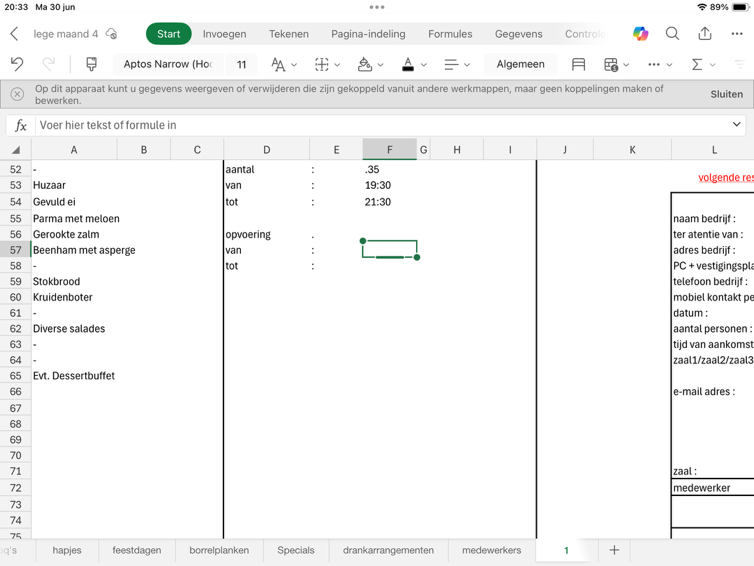 20:33 Ma 30 jun 89%
lege maand 4 Start Invoegen Tekenen Pagina-indeling Formules Gegevens Controle
Aptos Narrow (Hoo 11 Algemeen
Op dit apparaat kunt u gegevens weergeven of verwijderen die zijn gekoppeld vanuit andere werkmappen, maar geen koppelingen maken of
bewerken. Sluiten
fx Voer hier tekst of formule in
A B C D E F G H I J K L
52 - aantal : .35
volgende res
53 Huzaar van : 19:30
54 Gevuld ei tot : 21:30
55 Parma met meloen naam bedrijf :
56 Gerookte zalm opvoering . ter atentie van :
57 Beenham met asperge van : adres bedrijf :
58 - tot : PC + vestigingspla
59 Stokbrood telefoon bedrijf :
60 Kruidenboter mobiel kontakt pe
61 - datum :
62 Diverse salades aantal personen :
63 - tijd van aankomst
64 - zaal1/zaal2/zaal3
65 Evt. Dessertbuffet
66 e-mail adres :
67
68
69
70
71 zaal :
72 medewerker
73
74
75
q's hapjes feestdagen borrelplanken Specials drankarrangementen medewerkers 1 +